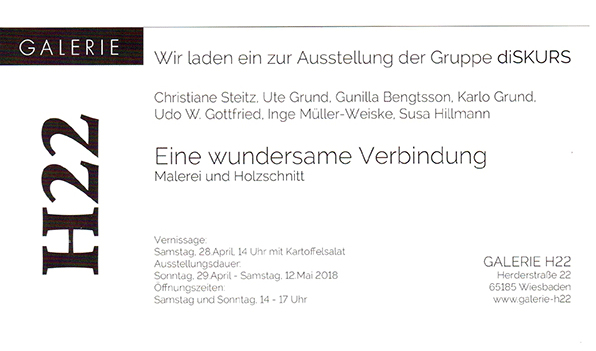 GALERIE
H22
Wir laden ein zur Ausstellung der Gruppe diSKURS
Christiane Steitz, Ute Grund, Gunilla Bengtsson, Karlo Grund,
Udo W. Gottfried, Inge Müller-Weiske, Susa Hillmann
Eine wundersame Verbindung
Malerei und Holzschnitt
Vernissage:
Samstag, 28.April, 14 Uhr mit Kartoffelsalat
Ausstellungsdauer:
Sonntag, 29.April - Samstag, 12.Mai 2018
Öffnungszeiten:
Samstag und Sonntag, 14 - 17 Uhr
GALERIE H22
Herderstraße 22
65185 Wiesbaden
www.galerie-h22